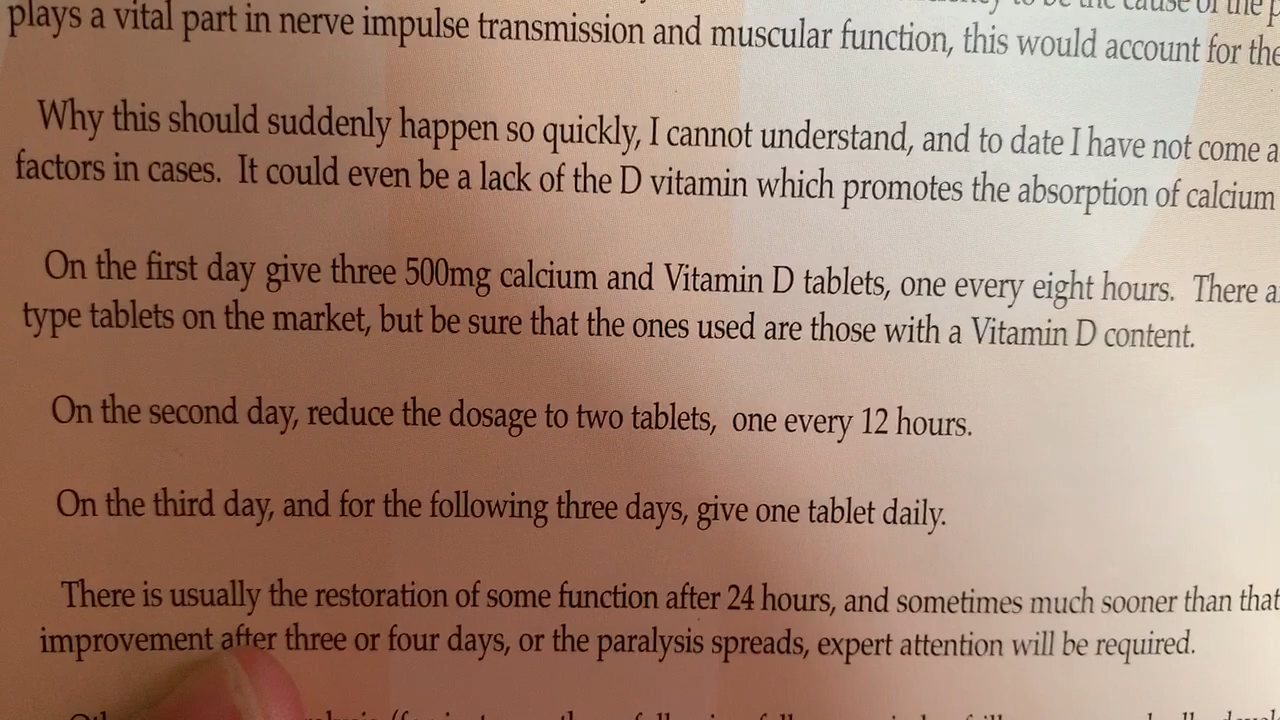 to be the cause of the
plays a vital part in nerve impulse transmission and muscular function, this would account for the
Why this should suddenly happen so quickly, I cannot understand, and to date I have not come a
factors in cases. It could even be a lack of the D vitamin which promotes the absorption of calcium
On the first day give three 500mg calcium and Vitamin D tablets, one every eight hours. There a
type tablets on the market, but be sure that the ones used are those with a Vitamin D content.
On the second day, reduce the dosage to two tablets, one every 12 hours.
On the third day, and for the following three days, give one tablet daily.
There is usually the restoration of some function after 24 hours, and sometimes much sooner than that
improvement after three or four days, or the paralysis spreads, expert attention will be required.